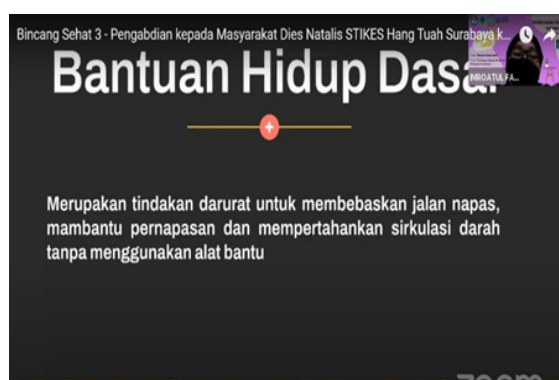 Bincang Sehat 3 - Pengabdian kepada Masyarakat Dies Natalis STIKES Hang Tuah Surabaya k...
Bantuan Hidup Dasar
Merupakan tindakan darurat untuk membebaskan jalan napas,
mambantu pernapasan dan mempertahankan sirkulasi darah
tanpa menggunakan alat bantu
zoom